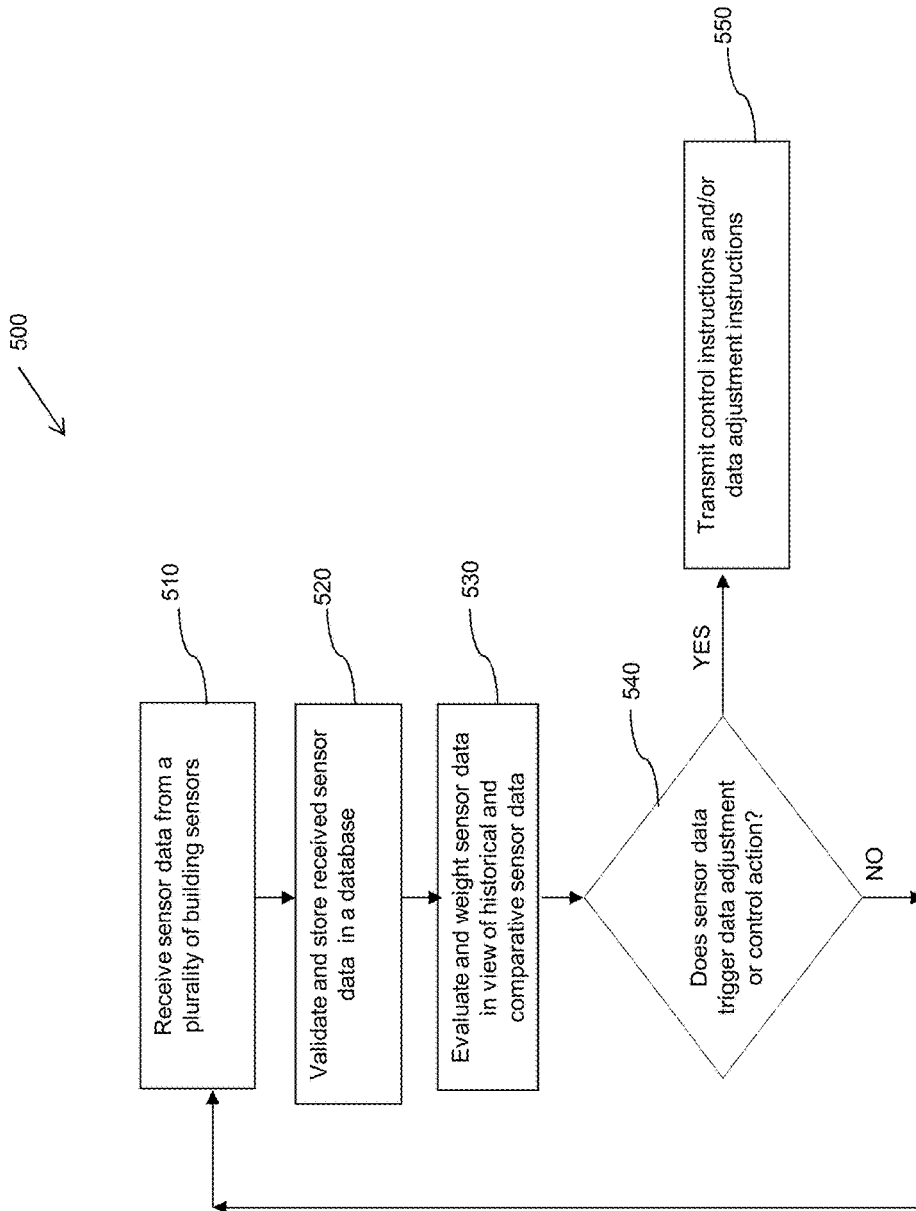 500
510
Receive sensor data from a
plurality of building sensors
520
Validate and store received sensor
data in a database
530
Evaluate and weight sensor data
in view of historical and
comparative sensor data
540
Does sensor data
trigger data adjustment
or control action?
YES
NO
550
Transmit control instructions and/or
data adjustment instructions